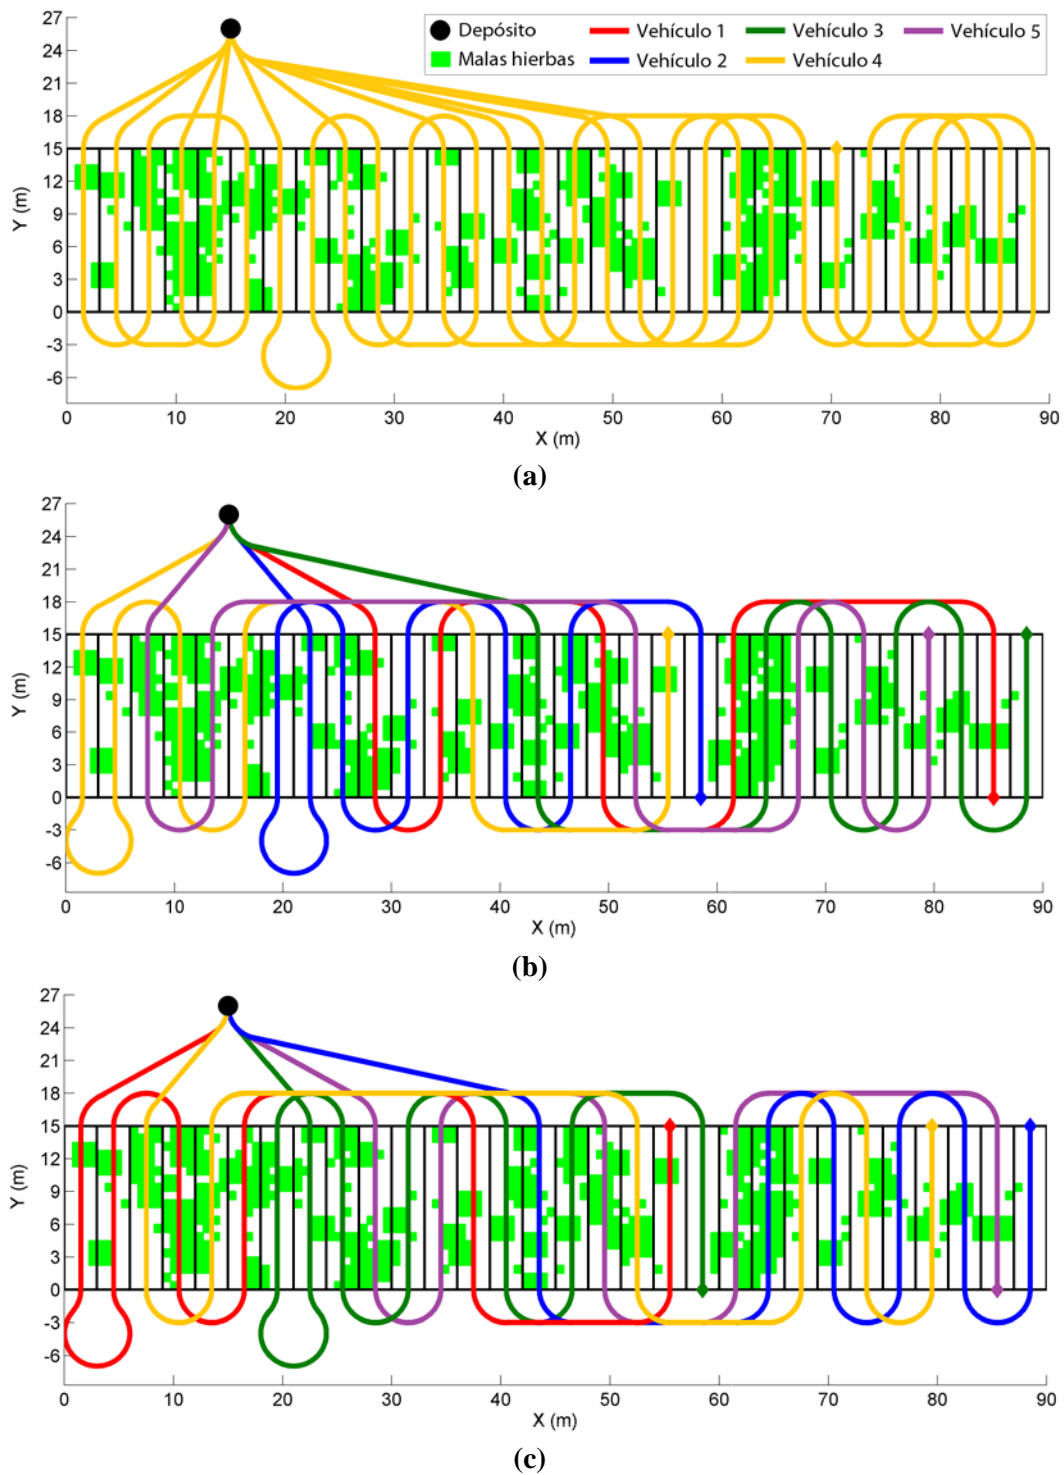 27
24
21
18
15
12
9
6
3
0
-3
-6
Y (m)
Depósito
Vehículo 1
Vehículo 3
Vehículo 5
Malas hierbas
Vehículo 2
Vehículo 4
0 10 20 30 40 50 60 70 80 90
X (m)
(a)
27
24
21
18
15
12
9
6
3
0
-3
-6
Y (m)
0 10 20 30 40 50 60 70 80 90
X (m)
(b)
27
24
21
18
15
12
9
6
3
0
-3
-6
Y (m)
0 10 20 30 40 50 60 70 80 90
X (m)
(c)